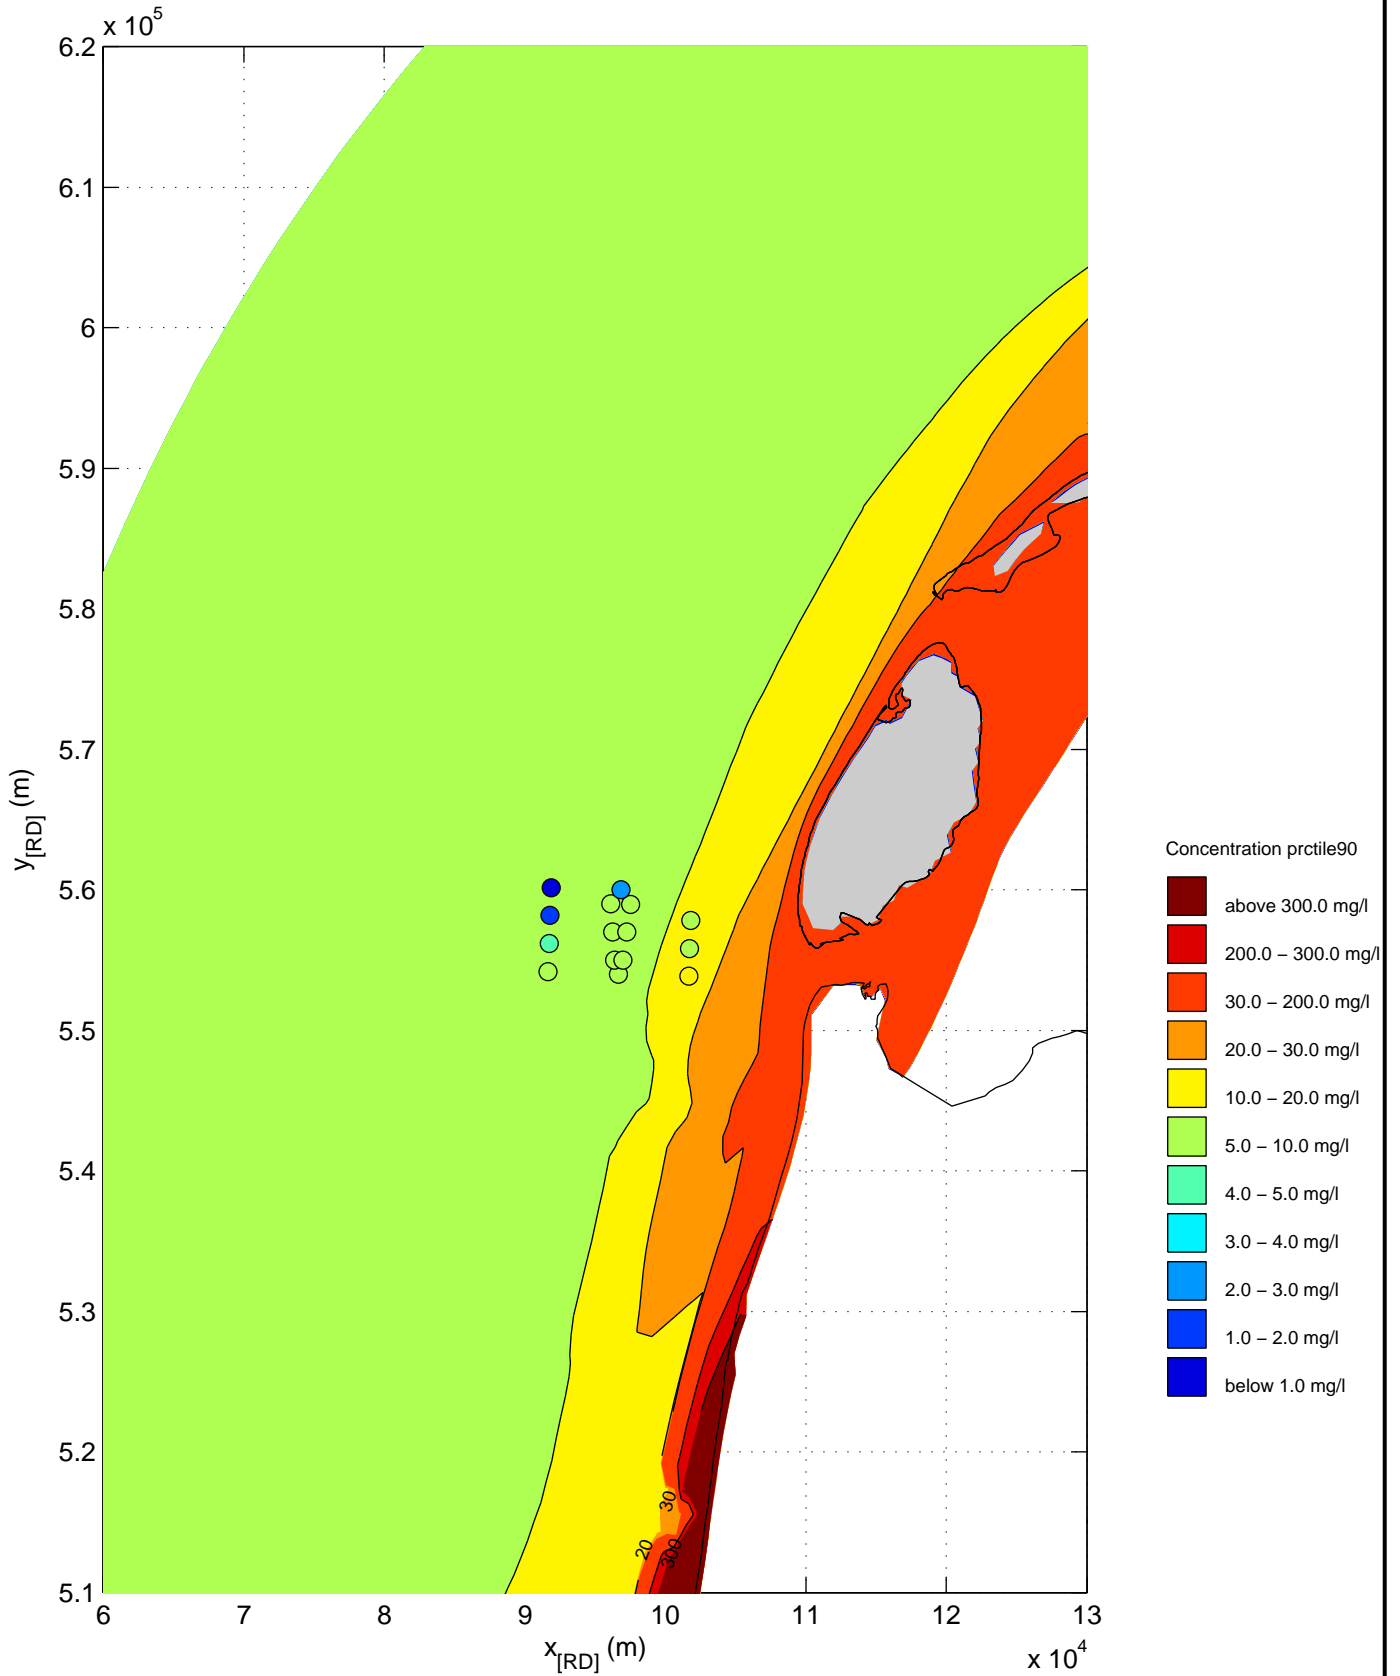 x 10^5
6.2
6.1
6
5.9
5.8
5.7
5.6
5.5
5.4
5.3
5.2
5.1
y[RD] (m)
6 7 8 9 10 11 12 13
x[RD] (m)
x 10^4
30
20
300
Concentration prctile90
above 300.0 mg/l
200.0 – 300.0 mg/l
30.0 – 200.0 mg/l
20.0 – 30.0 mg/l
10.0 – 20.0 mg/l
5.0 – 10.0 mg/l
4.0 – 5.0 mg/l
3.0 – 4.0 mg/l
2.0 – 3.0 mg/l
1.0 – 2.0 mg/l
below 1.0 mg/l